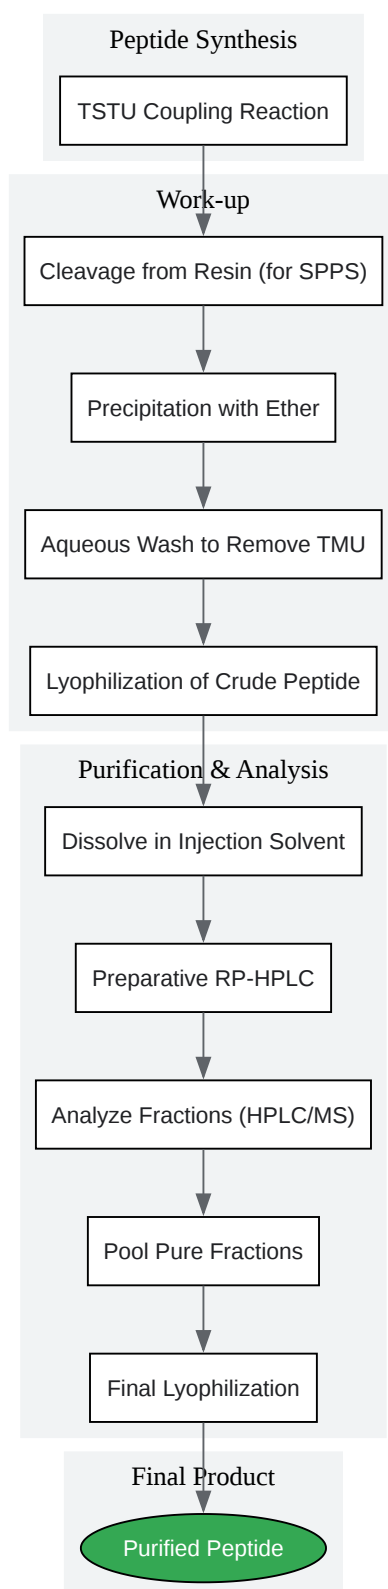 Peptide Synthesis
TSTU Coupling Reaction
Work-up
Cleavage from Resin (for SPPS)
Precipitation with Ether
Aqueous Wash to Remove TMU
Lyophilization of Crude Peptide
Purification & Analysis
Dissolve in Injection Solvent
Preparative RP-HPLC
Analyze Fractions (HPLC/MS)
Pool Pure Fractions
Final Lyophilization
Final Product
Purified Peptide